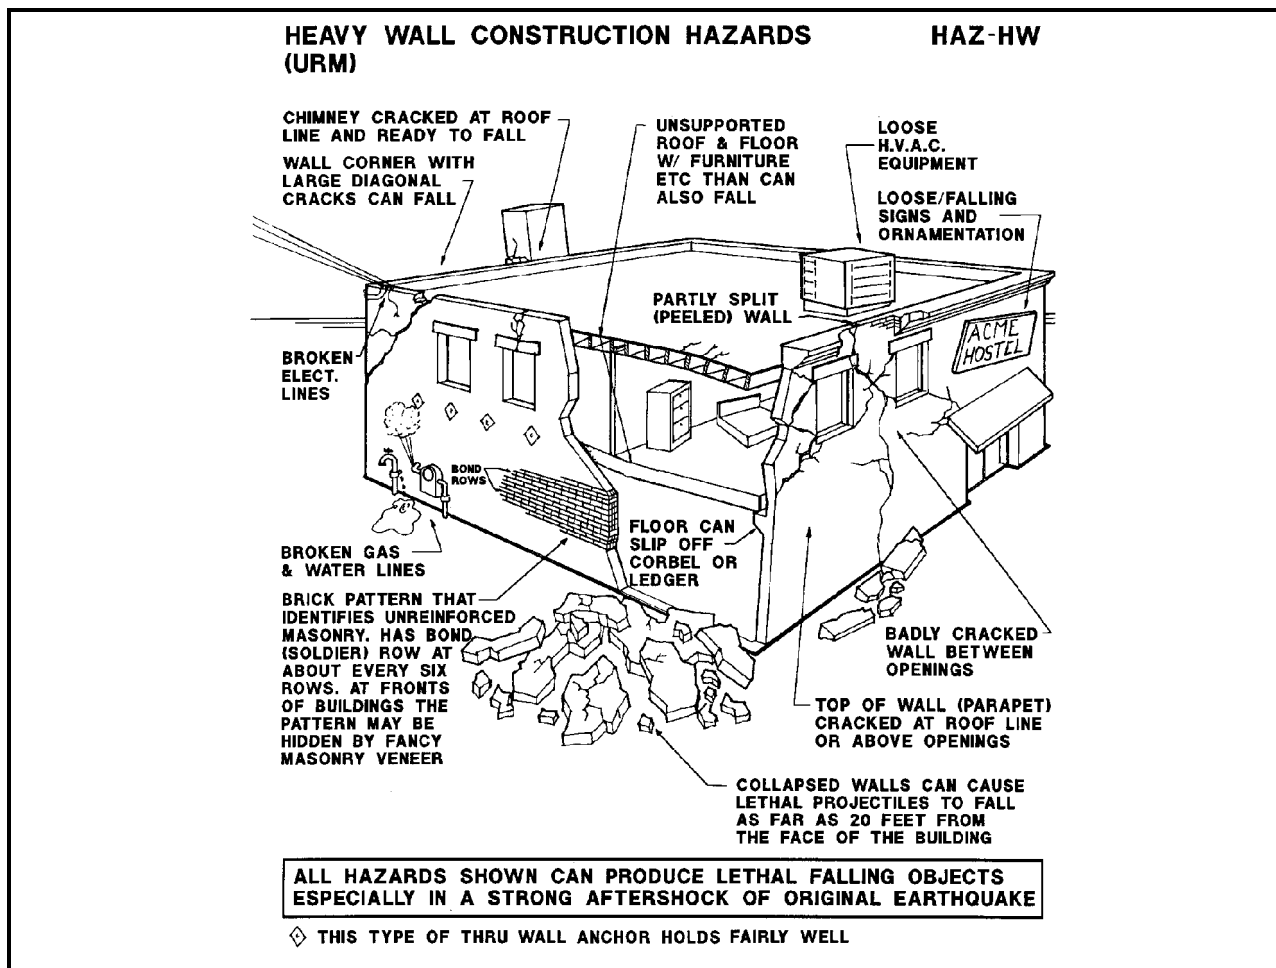 HEAVY WALL CONSTRUCTION HAZARDS
(URM)
HAZ-HW
CHIMNEY CRACKED AT ROOF
LINE AND READY TO FALL
WALL CORNER WITH
LARGE DIAGONAL
CRACKS CAN FALL
UNSUPPORTED
ROOF & FLOOR
W/ FURNITURE
ETC THAN CAN
ALSO FALL
LOOSE
H.V.A.C.
EQUIPMENT
LOOSE/FALLING
SIGNS AND
ORNAMENTATION
PARTLY SPLIT
(PEELED) WALL
ACME
HOSTEL
BROKEN
ELECT.
LINES
BOND
ROWS
FLOOR CAN
SLIP OFF
CORBEL OR
LEDGER
BROKEN GAS
& WATER LINES
BRICK PATTERN THAT
IDENTIFIES UNREINFORCED
MASONRY. HAS BOND
(SOLDIER) ROW AT
ABOUT EVERY SIX
ROWS. AT FRONTS
OF BUILDINGS THE
PATTERN MAY BE
HIDDEN BY FANCY
MASONRY VENEER
BADLY CRACKED
WALL BETWEEN
OPENINGS
TOP OF WALL (PARAPET)
CRACKED AT ROOF LINE
OR ABOVE OPENINGS
COLLAPSED WALLS CAN CAUSE
LETHAL PROJECTILES TO FALL
AS FAR AS 20 FEET FROM
THE FACE OF THE BUILDING
ALL HAZARDS SHOWN CAN PRODUCE LETHAL FALLING OBJECTS
ESPECIALLY IN A STRONG AFTERSHOCK OF ORIGINAL EARTHQUAKE
THIS TYPE OF THRU WALL ANCHOR HOLDS FAIRLY WELL